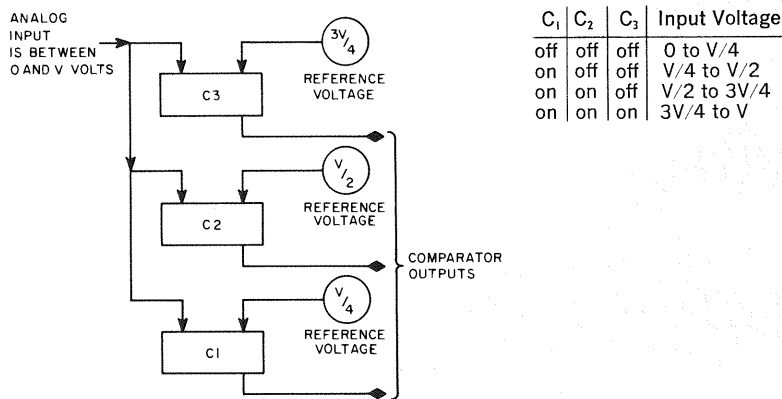 ANALOG
INPUT
IS BETWEEN
O AND V VOLTS
3V/4
REFERENCE
VOLTAGE
C3
V/2
REFERENCE
VOLTAGE
C2
COMPARATOR
OUTPUTS
V/4
REFERENCE
VOLTAGE
C1
C₁ C₂ C₃ Input Voltage
off off off 0 to V/4
on off off V/4 to V/2
on on off V/2 to 3V/4
on on on 3V/4 to V